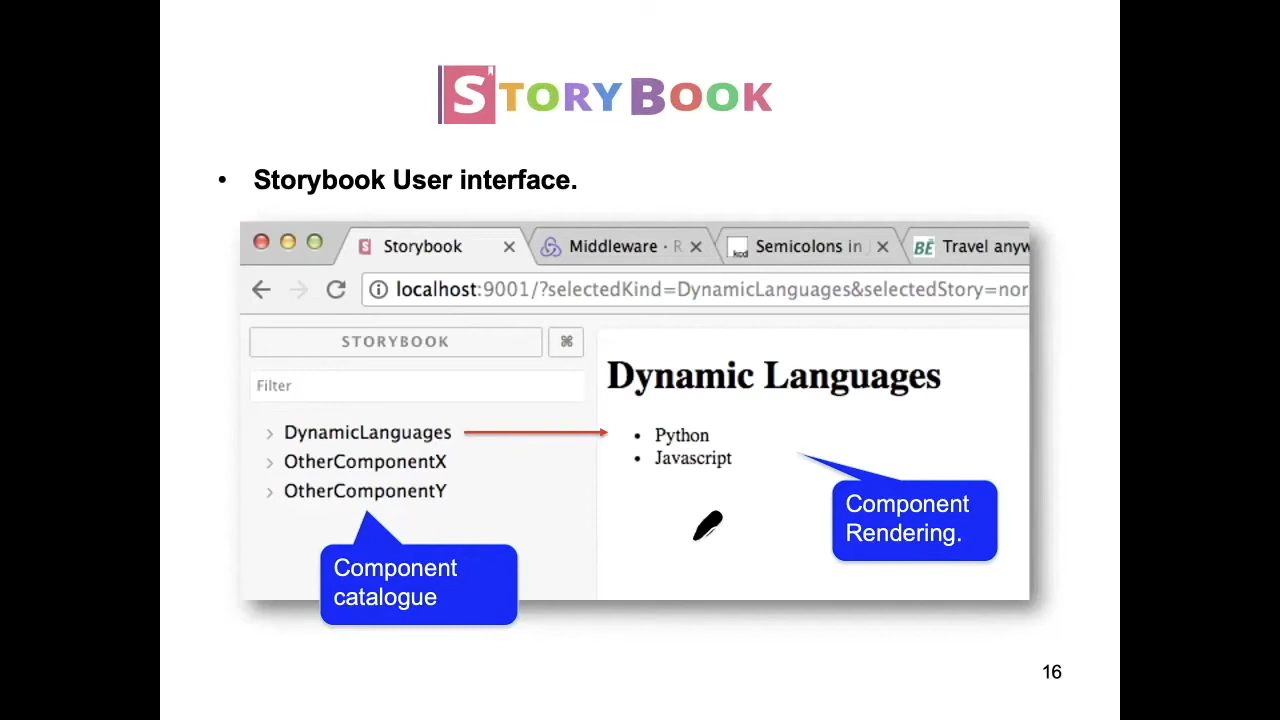 STORYBOOK
• Storybook User interface.
Storybook
Middleware · R
Semicolons in
Travel anyw
localhost:9001/?selectedKind=DynamicLanguages&selectedStory=nor
STORYBOOK
⌘
Filter
DynamicLanguages
OtherComponentX
OtherComponentY
Dynamic Languages
• Python
• Javascript
Component
Rendering.
Component
catalogue
16